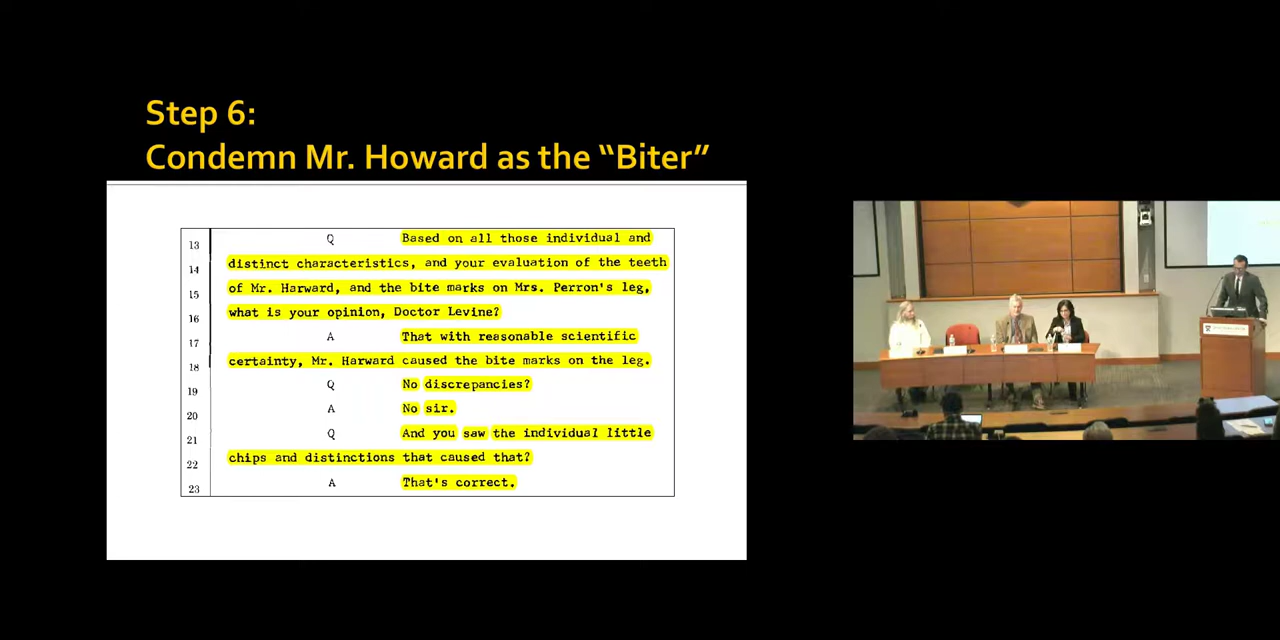 Step 6:
Condemn Mr. Howard as the “Biter”
13 Q Based on all those individual and
14 distinct characteristics, and your evaluation of the teeth
15 of Mr. Harward, and the bite marks on Mrs. Perron's leg,
16 what is your opinion, Doctor Levine?
17 A That with reasonable scientific
18 certainty, Mr. Harward caused the bite marks on the leg.
19 Q No discrepancies?
20 A No sir.
21 Q And you saw the individual little
22 chips and distinctions that caused that?
23 A That's correct.